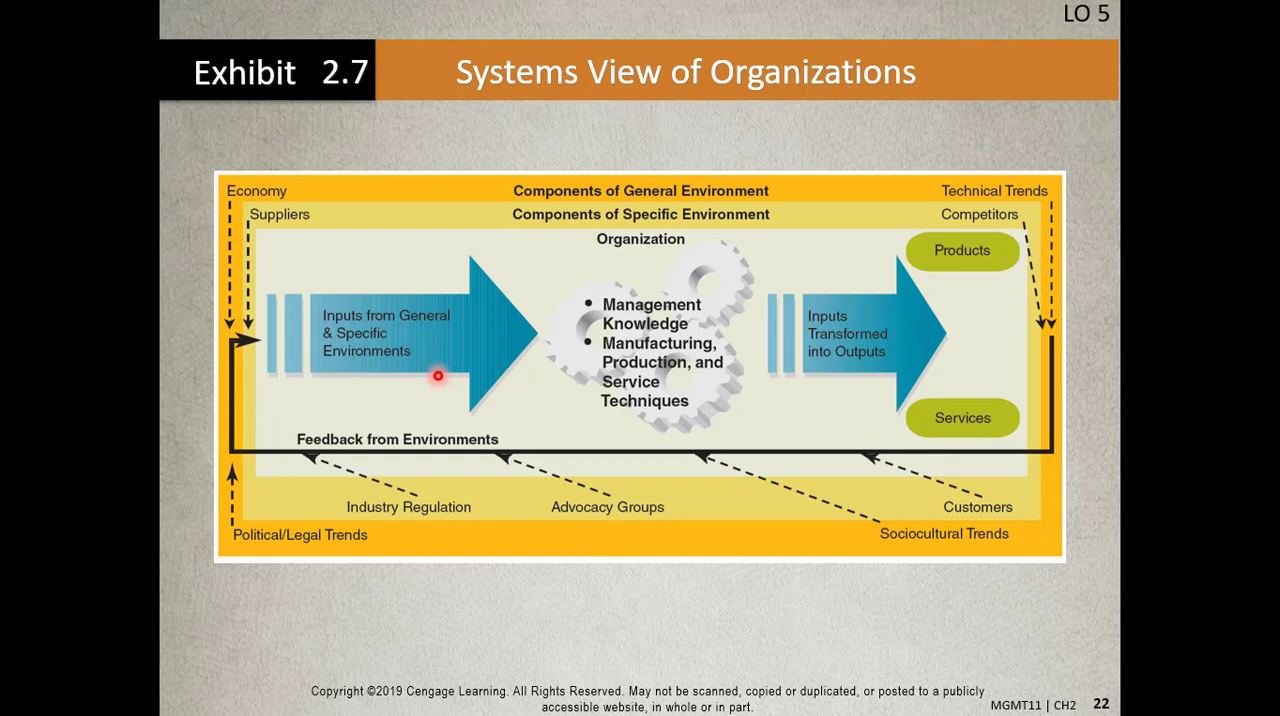 LO 5
Exhibit 2.7
Systems View of Organizations
Economy
Components of General Environment
Technical Trends
Suppliers
Components of Specific Environment
Competitors
Organization
Products
Inputs from General
& Specific
Environments
• Management
Knowledge
• Manufacturing,
Production, and
Service
Techniques
Inputs
Transformed
into Outputs
Services
Feedback from Environments
Industry Regulation
Advocacy Groups
Customers
Political/Legal Trends
Sociocultural Trends
Copyright ©2019 Cengage Learning. All Rights Reserved. May not be scanned, copied or duplicated, or posted to a publicly
accessible website, in whole or in part.
MGMT11 | CH2 22